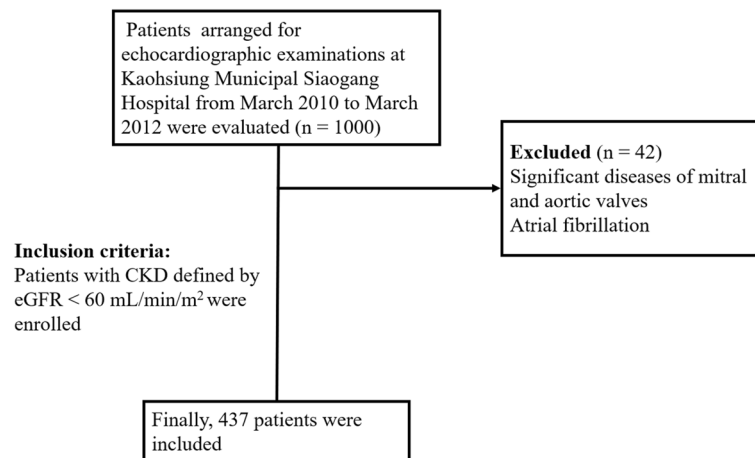 Patients arranged for
echocardiographic examinations at
Kaohsiung Municipal Siaogang
Hospital from March 2010 to March
2012 were evaluated (n = 1000)
Excluded (n = 42)
Significant diseases of mitral
and aortic valves
Atrial fibrillation
Inclusion criteria:
Patients with CKD defined by
eGFR < 60 mL/min/m² were
enrolled
Finally, 437 patients were
included